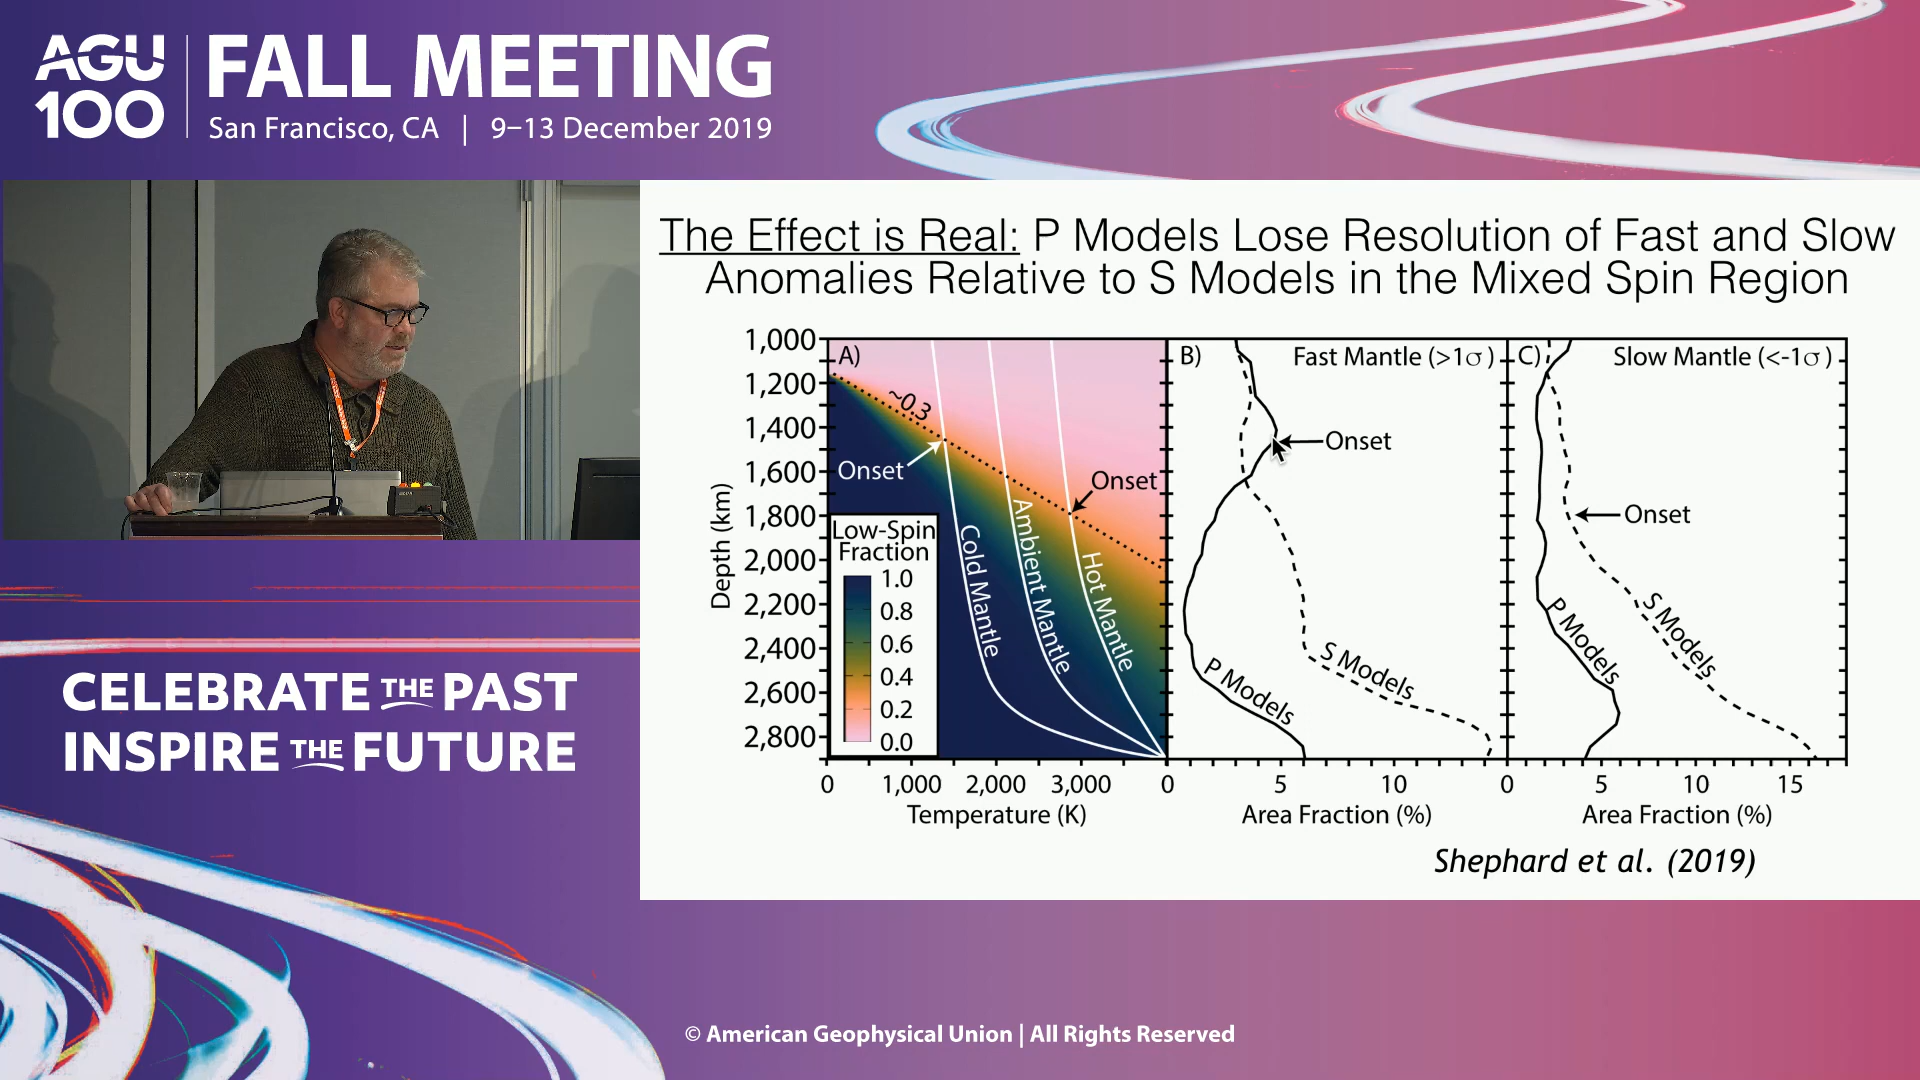 AGU
100
FALL MEETING
San Francisco, CA | 9–13 December 2019
The Effect is Real: P Models Lose Resolution of Fast and Slow
Anomalies Relative to S Models in the Mixed Spin Region
1,000
1,200
1,400
1,600
1,800
2,000
2,200
2,400
2,600
2,800
Depth (km)
A)
~0.3
Onset
Onset
Low-Spin
Fraction
1.0
0.8
0.6
0.4
0.2
0.0
Cold Mantle
Ambient Mantle
Hot Mantle
0
1,000
2,000
3,000
Temperature (K)
B)
Fast Mantle (>1σ)
Onset
S Models
P Models
0
5
10
Area Fraction (%)
C)
Slow Mantle (<-1σ)
Onset
P Models
S Models
0
5
10
15
Area Fraction (%)
Shephard et al. (2019)
CELEBRATE THE PAST
INSPIRE THE FUTURE
© American Geophysical Union | All Rights Reserved